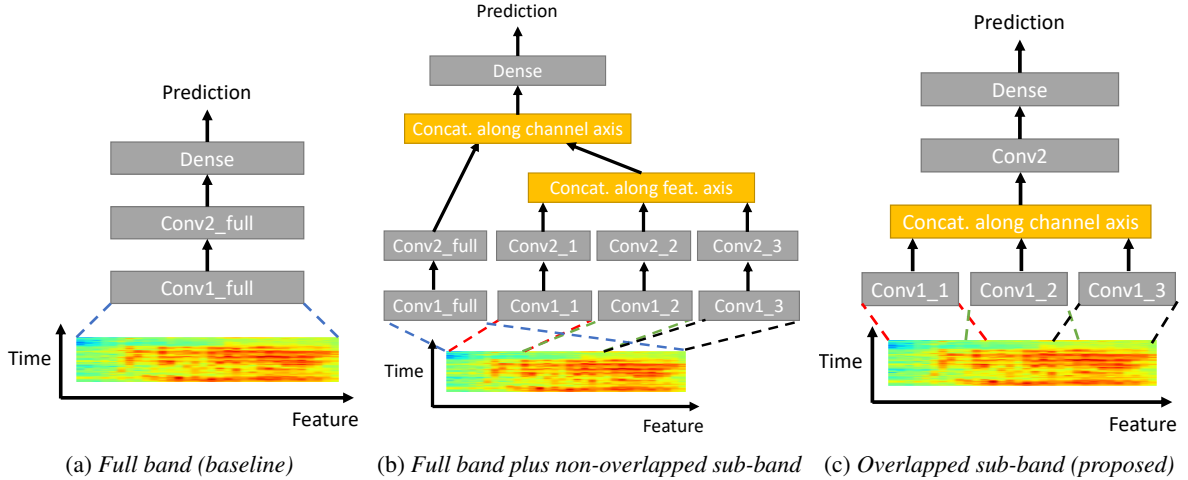 Prediction
Dense
Conv2_full
Conv1_full
Time
Feature
(a) Full band (baseline)
Prediction
Dense
Concat. along channel axis
Concat. along feat. axis
Conv2_full Conv2_1 Conv2_2 Conv2_3
Conv1_full Conv1_1 Conv1_2 Conv1_3
Time
Feature
(b) Full band plus non-overlapped sub-band
Prediction
Dense
Conv2
Concat. along channel axis
Conv1_1 Conv1_2 Conv1_3
Time
Feature
(c) Overlapped sub-band (proposed)